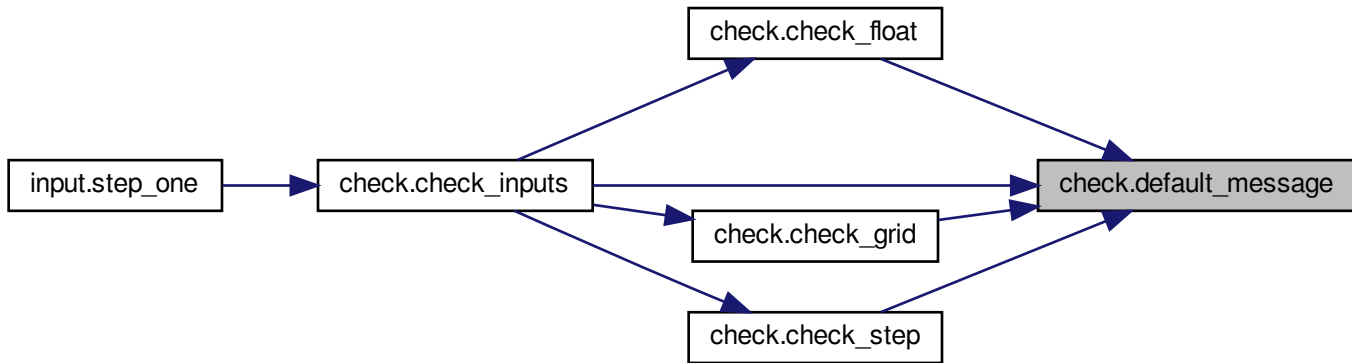 check.check_float
input.step_one
check.check_inputs
check.default_message
check.check_grid
check.check_step